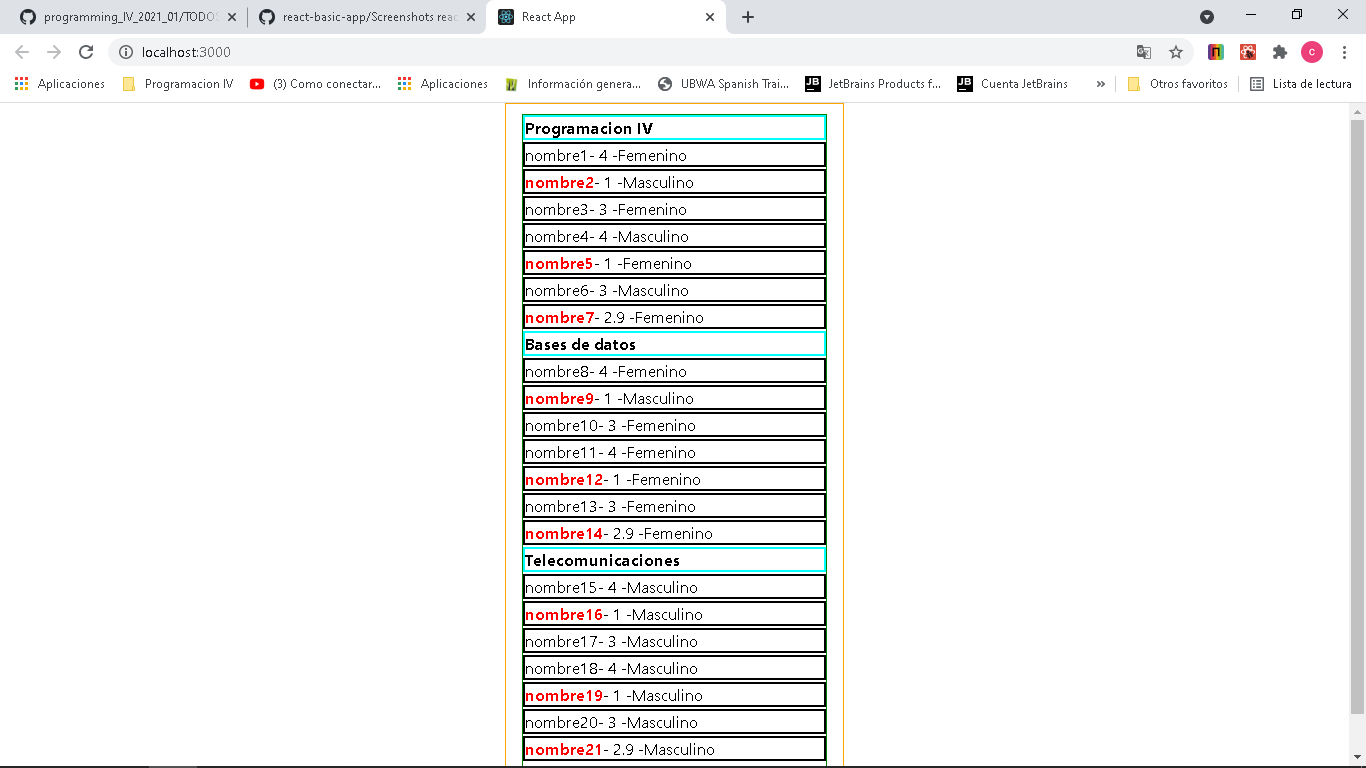 programming_IV_2021_01/TODOS
react-basic-app/Screenshots reac
React App
localhost:3000
c
Aplicaciones
Programacion IV
(3) Como conectar...
Aplicaciones
Información genera...
UBWA Spanish Trai...
JB
JetBrains Products f...
JB
Cuenta JetBrains
»
Otros favoritos
Lista de lectura
Programacion IV
nombre1- 4 -Femenino
nombre2- 1 -Masculino
nombre3- 3 -Femenino
nombre4- 4 -Masculino
nombre5- 1 -Femenino
nombre6- 3 -Masculino
nombre7- 2.9 -Femenino
Bases de datos
nombre8- 4 -Femenino
nombre9- 1 -Masculino
nombre10- 3 -Femenino
nombre11- 4 -Femenino
nombre12- 1 -Femenino
nombre13- 3 -Femenino
nombre14- 2.9 -Femenino
Telecomunicaciones
nombre15- 4 -Masculino
nombre16- 1 -Masculino
nombre17- 3 -Masculino
nombre18- 4 -Masculino
nombre19- 1 -Masculino
nombre20- 3 -Masculino
nombre21- 2.9 -Masculino